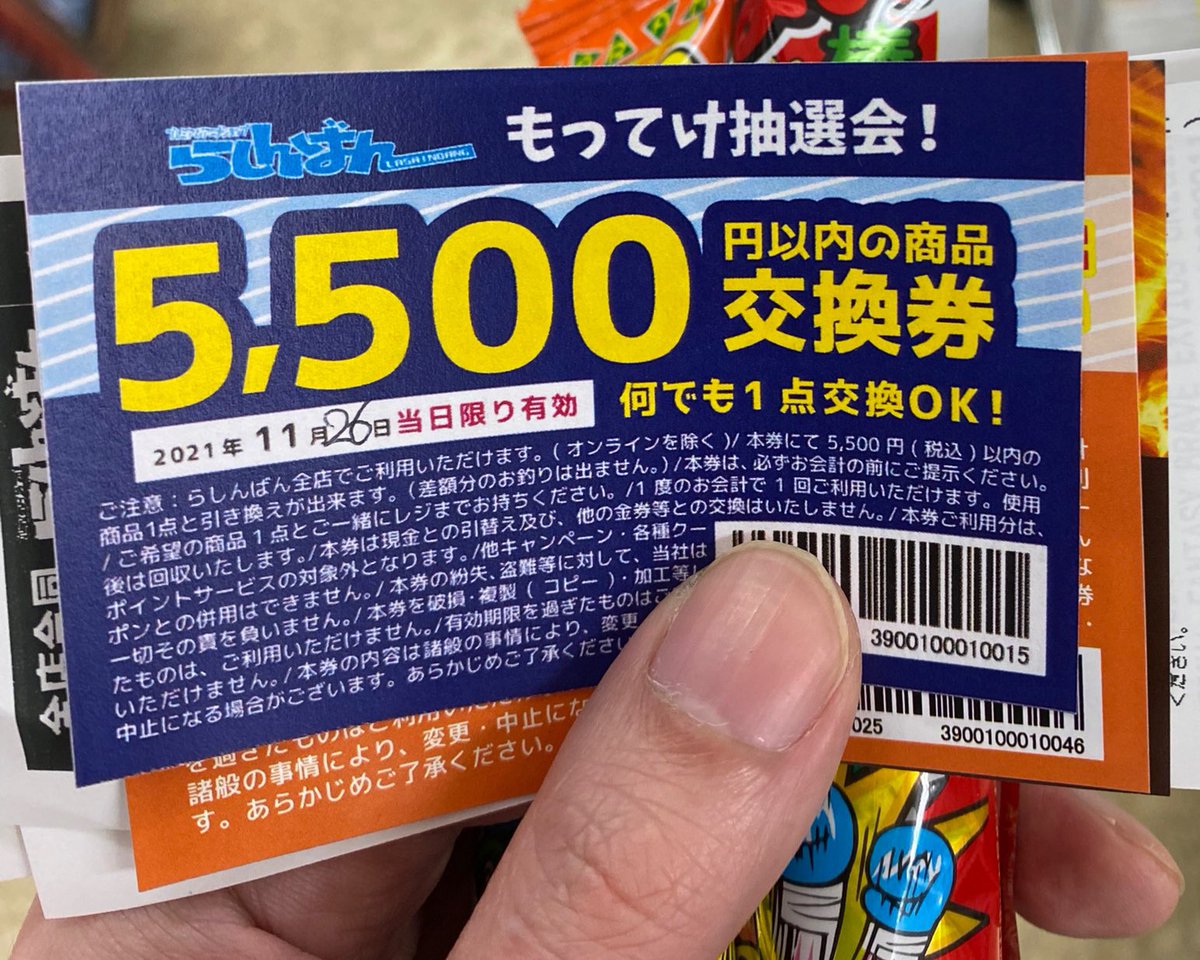 らしんばん
LASHINBANG
もってけ抽選会！
5,500
円以内の商品
交換券
2021年 11月26日当日限り有効
何でも1点交換OK！
ご注意：らしんばん全店でご利用いただけます。(オンラインを除く)/本券にて5,500円(税込)以内の
商品1点と引き換えが出来ます。(差額分のお釣りは出ません。)/本券は、必ずお会計の前にご提示ください。
/ご希望の商品1点とご一緒にレジまでお持ちください。/1度のお会計で1回ご利用いただけます。使用
後は回収いたします。/本券は現金との引替え及び、他の金券等との交換はいたしません。/本券ご利用分は、
ポイントサービスの対象外となります。/他キャンペーン・各種クー
ポンとの併用はできません。/本券の紛失、盗難等に対して、当社は
一切その責を負いません。/本券を破損・複製(コピー)・加工等し
たものは、ご利用いただけません。/有効期限を過ぎたものはご
いただけません。/本券の内容は諸般の事情により、変更
中止になる場合がございます。あらかじめご了承ください
3900100010015
025
3900100010046
を過ぎたものはご利用いただ
諸般の事情により、変更・中止にな
す。あらかじめご了承ください。
棒
ください。